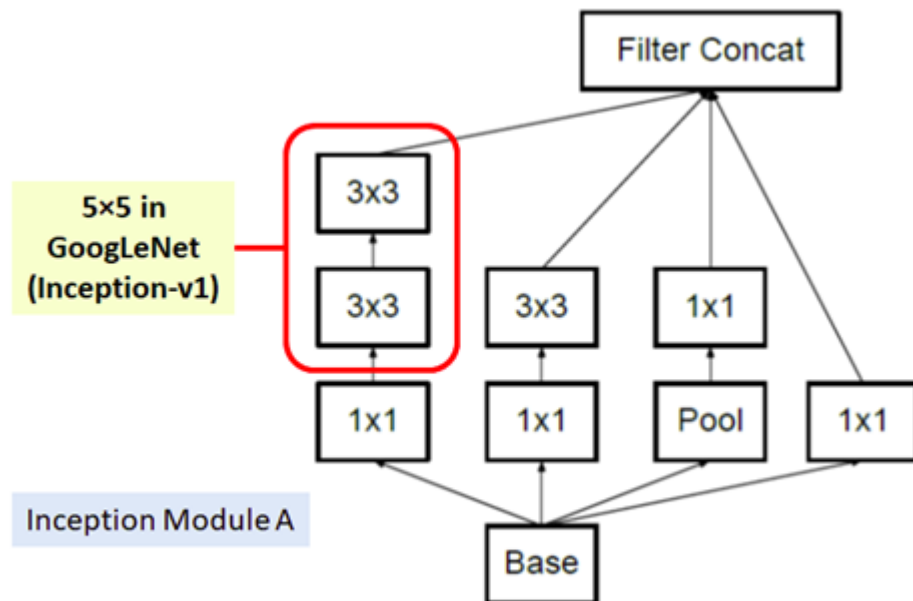 Filter Concat
3x3
5×5 in
GoogLeNet
(Inception-v1)
3x3
3x3
1x1
1x1
1x1
Pool
1x1
Inception Module A
Base